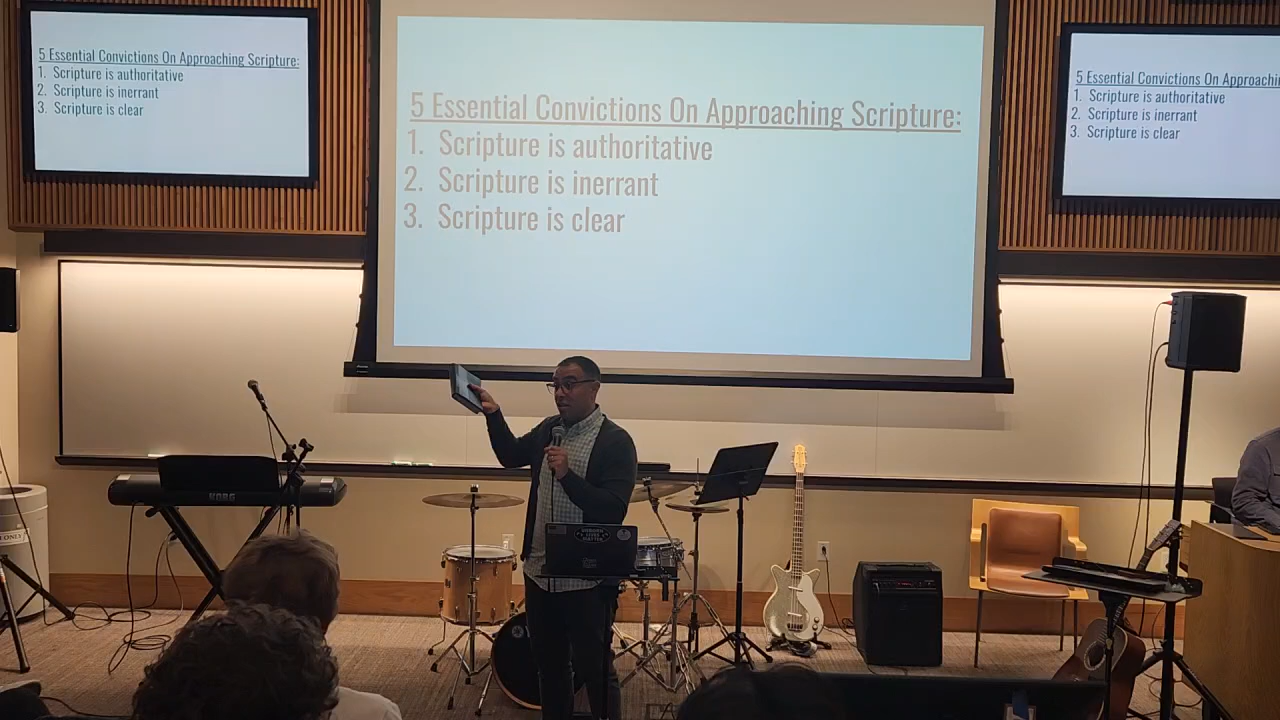 5 Essential Convictions On Approaching Scripture:
1. Scripture is authoritative
2. Scripture is inerrant
3. Scripture is clear
5 Essential Convictions On Approaching Scripture:
1. Scripture is authoritative
2. Scripture is inerrant
3. Scripture is clear
5 Essential Convictions On Approachin
1. Scripture is authoritative
2. Scripture is inerrant
3. Scripture is clear
KORG
ONLY